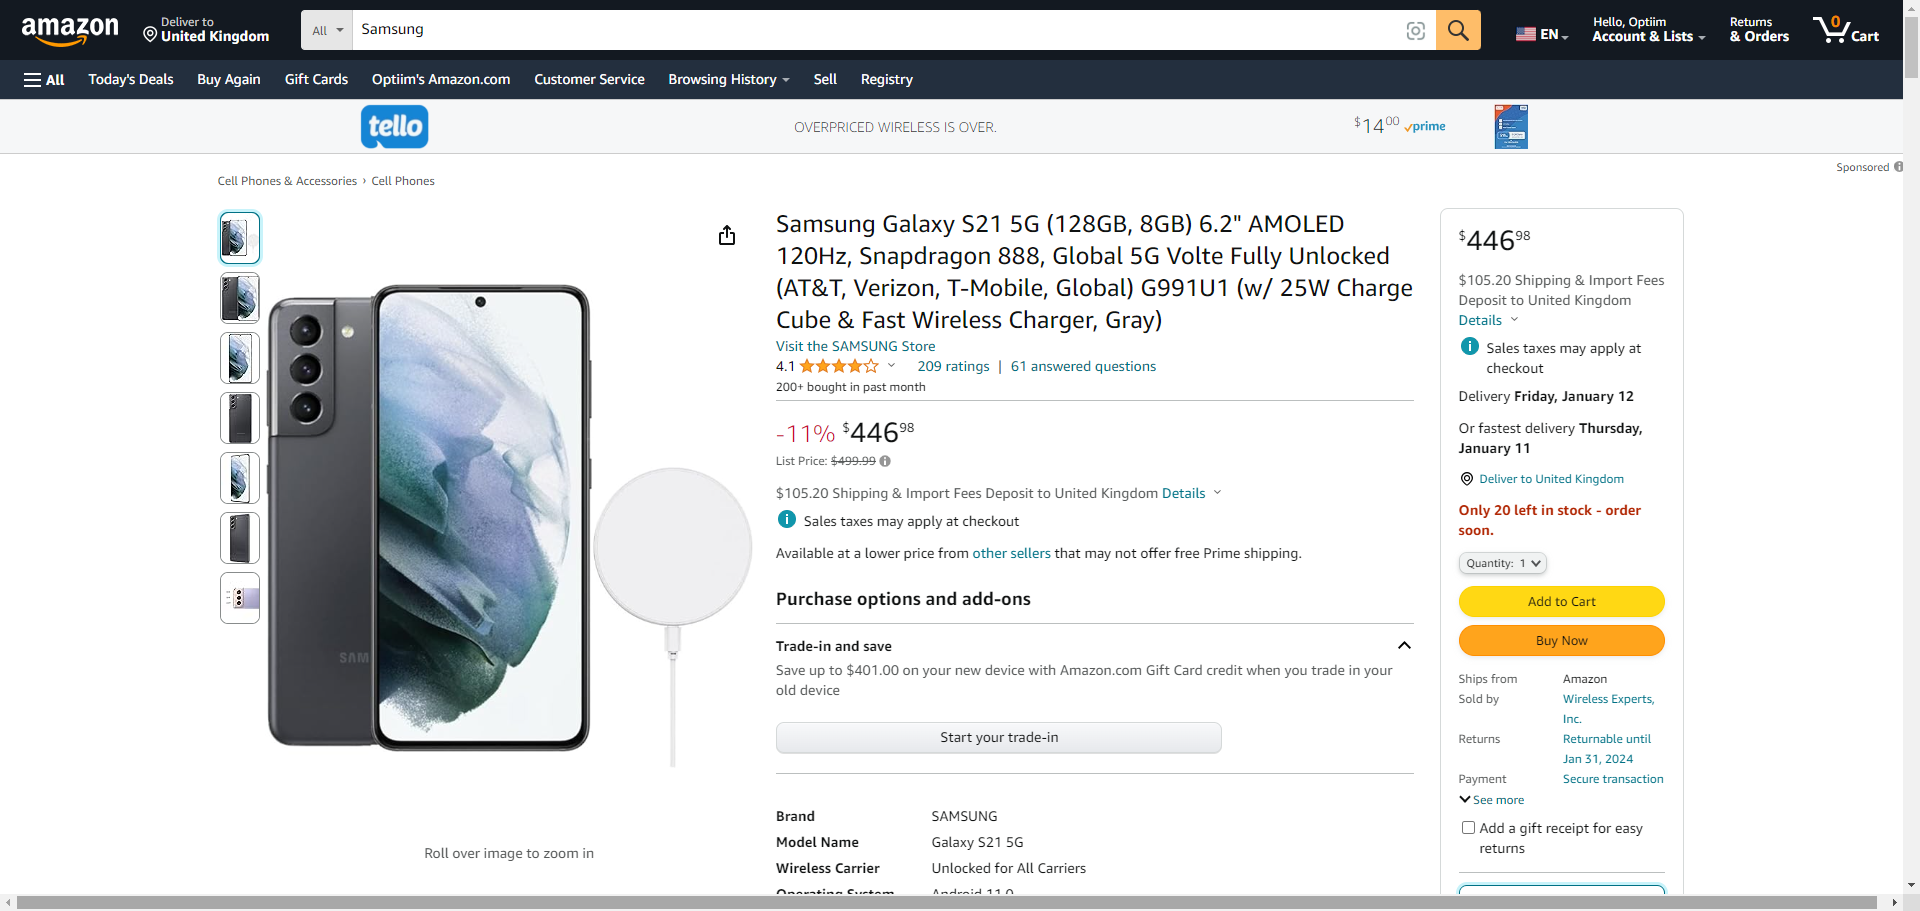 amazon
Deliver to
United Kingdom
All
Samsung
EN
Hello, Optiim
Account & Lists
Returns
& Orders
0
Cart
All
Today's Deals
Buy Again
Gift Cards
Optiim's Amazon.com
Customer Service
Browsing History
Sell
Registry
tello
OVERPRICED WIRELESS IS OVER.
$14.00 prime
Sponsored
Cell Phones & Accessories › Cell Phones
Samsung Galaxy S21 5G (128GB, 8GB) 6.2" AMOLED
120Hz, Snapdragon 888, Global 5G Volte Fully Unlocked
(AT&T, Verizon, T-Mobile, Global) G991U1 (w/ 25W Charge
Cube & Fast Wireless Charger, Gray)
Visit the SAMSUNG Store
4.1
209 ratings | 61 answered questions
200+ bought in past month
-11% $446 98
List Price: $499.99
$105.20 Shipping & Import Fees Deposit to United Kingdom Details
Sales taxes may apply at checkout
Available at a lower price from other sellers that may not offer free Prime shipping.
Purchase options and add-ons
Trade-in and save
Save up to $401.00 on your new device with Amazon.com Gift Card credit when you trade in your
old device
Start your trade-in
Brand SAMSUNG
Model Name Galaxy S21 5G
Wireless Carrier Unlocked for All Carriers
Operating System Android 11.0
SAM
Roll over image to zoom in
$446 98
$105.20 Shipping & Import Fees
Deposit to United Kingdom
Details
Sales taxes may apply at
checkout
Delivery Friday, January 12
Or fastest delivery Thursday,
January 11
Deliver to United Kingdom
Only 20 left in stock - order
soon.
Quantity: 1
Add to Cart
Buy Now
Ships from Amazon
Sold by Wireless Experts,
Inc.
Returns Returnable until
Jan 31, 2024
Payment Secure transaction
See more
Add a gift receipt for easy
returns